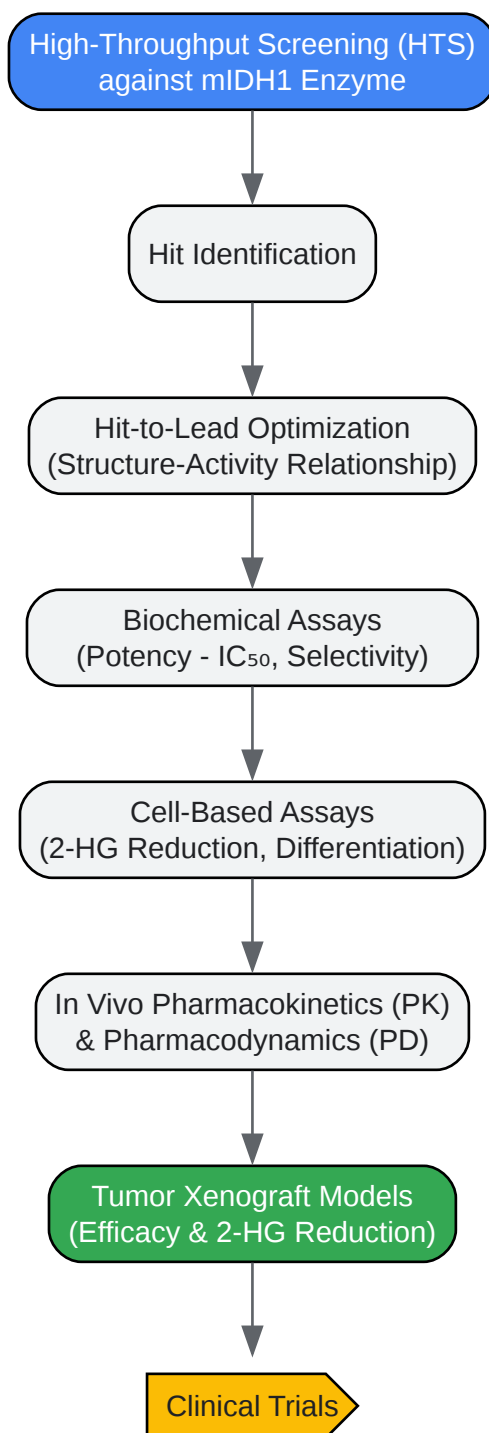 High-Throughput Screening (HTS)
against mIDH1 Enzyme
Hit Identification
Hit-to-Lead Optimization
(Structure-Activity Relationship)
Biochemical Assays
(Potency - IC₅₀, Selectivity)
Cell-Based Assays
(2-HG Reduction, Differentiation)
In Vivo Pharmacokinetics (PK)
& Pharmacodynamics (PD)
Tumor Xenograft Models
(Efficacy & 2-HG Reduction)
Clinical Trials